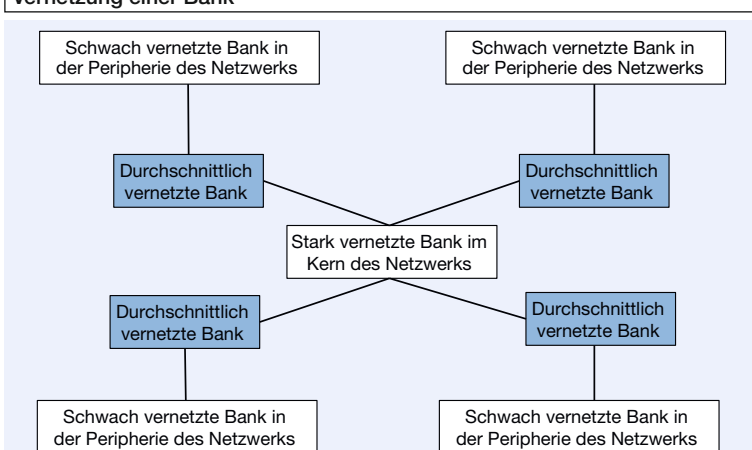 Vernetzung einer Bank
Schwach vernetzte Bank in
der Peripherie des Netzwerks
Schwach vernetzte Bank in
der Peripherie des Netzwerks
Durchschnittlich
vernetzte Bank
Durchschnittlich
vernetzte Bank
Stark vernetzte Bank im
Kern des Netzwerks
Durchschnittlich
vernetzte Bank
Durchschnittlich
vernetzte Bank
Schwach vernetzte Bank in
der Peripherie des Netzwerks
Schwach vernetzte Bank in
der Peripherie des Netzwerks